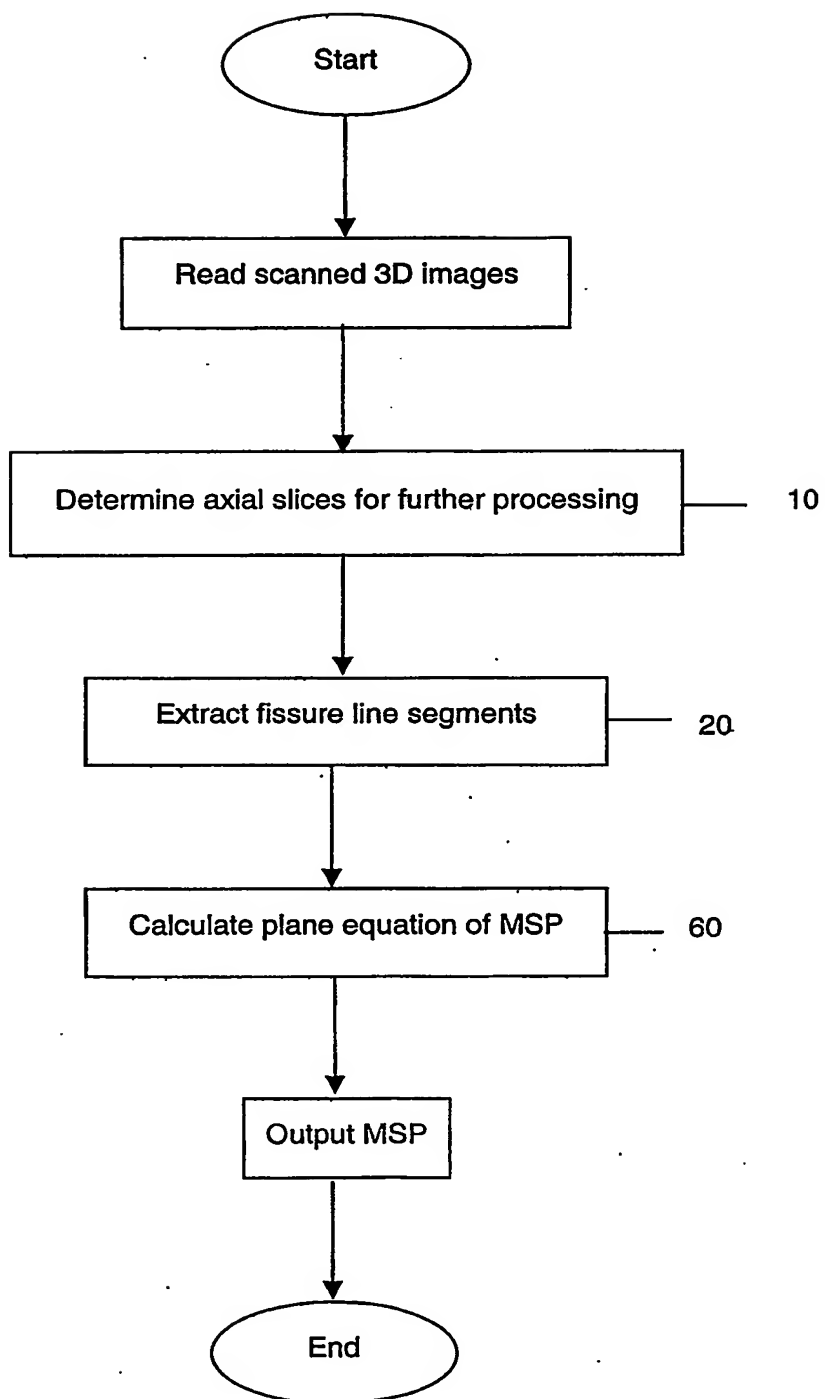 Start
Read scanned 3D images
Determine axial slices for further processing
10
Extract fissure line segments
20
Calculate plane equation of MSP
60
Output MSP
End